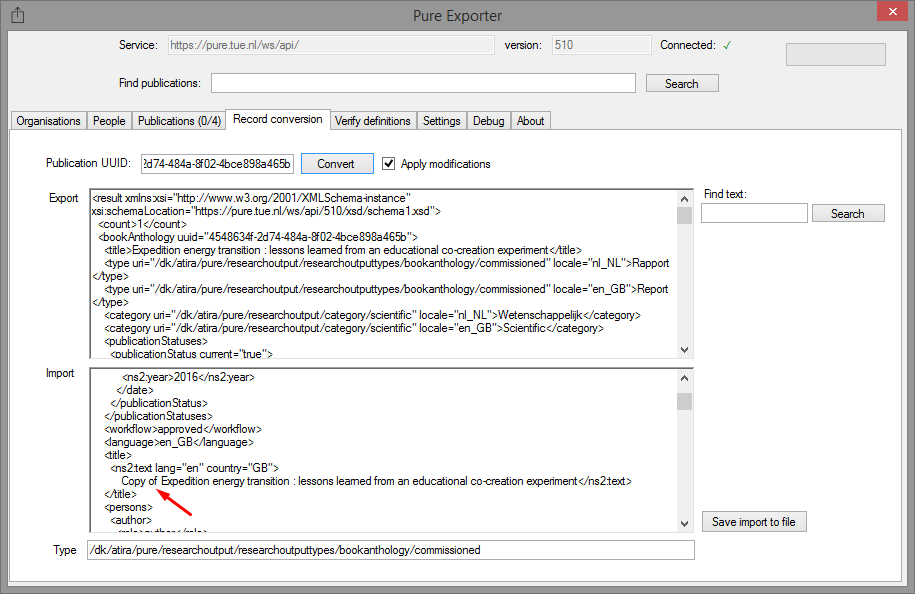 Pure Exporter
Service: https://pure.tue.nl/ws/api/ version: 510 Connected: ✓
Find publications: Search
Organisations People Publications (0/4) Record conversion Verify definitions Settings Debug About
Publication UUID: 2d74-484a-8f02-4bce898a465b Convert Apply modifications
Export
<result xmlns:xsi="http://www.w3.org/2001/XMLSchema-instance"
xsi:schemaLocation="https://pure.tue.nl/ws/api/510/xsd/schema1.xsd">
<count>1</count>
<bookAnthology uuid="4548634f-2d74-484a-8f02-4bce898a465b">
<title>Expedition energy transition : lessons learned from an educational co-creation experiment</title>
<type uri="/dk/atira/pure/researchoutput/researchoutputtypes/bookanthology/commissioned" locale="nl_NL">Rapport
</type>
<type uri="/dk/atira/pure/researchoutput/researchoutputtypes/bookanthology/commissioned" locale="en_GB">Report
</type>
<category uri="/dk/atira/pure/researchoutput/category/scientific" locale="nl_NL">Wetenschappelijk</category>
<category uri="/dk/atira/pure/researchoutput/category/scientific" locale="en_GB">Scientific</category>
<publicationStatuses>
<publicationStatus current="true">
Find text:
Search
Import
<ns2:year>2016</ns2:year>
</date>
</publicationStatus>
</publicationStatuses>
<workflow>approved</workflow>
<language>en_GB</language>
<title>
<ns2:text lang="en" country="GB">
Copy of Expedition energy transition : lessons learned from an educational co-creation experiment</ns2:text>
</title>
<persons>
<author>
<role>author</role>
Save import to file
Type /dk/atira/pure/researchoutput/researchoutputtypes/bookanthology/commissioned